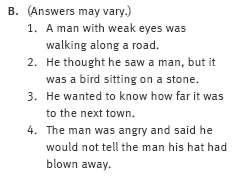 B. (Answers may vary.)
1. A man with weak eyes was
walking along a road.
2. He thought he saw a man, but it
was a bird sitting on a stone.
3. He wanted to know how far it was
to the next town.
4. The man was angry and said he
would not tell the man his hat had
blown away.